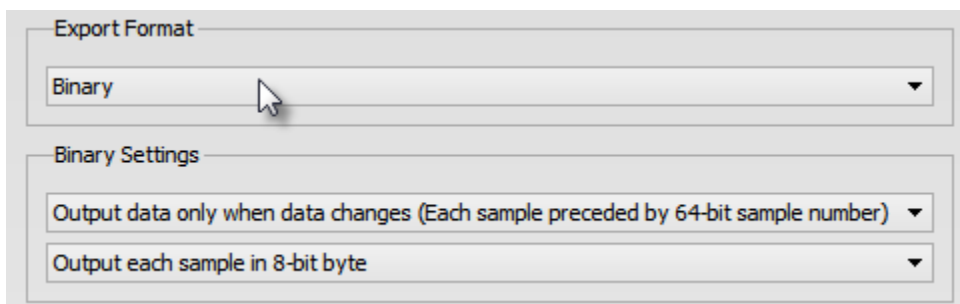 Export Format
Binary
Binary Settings
Output data only when data changes (Each sample preceded by 64-bit sample number)
Output each sample in 8-bit byte